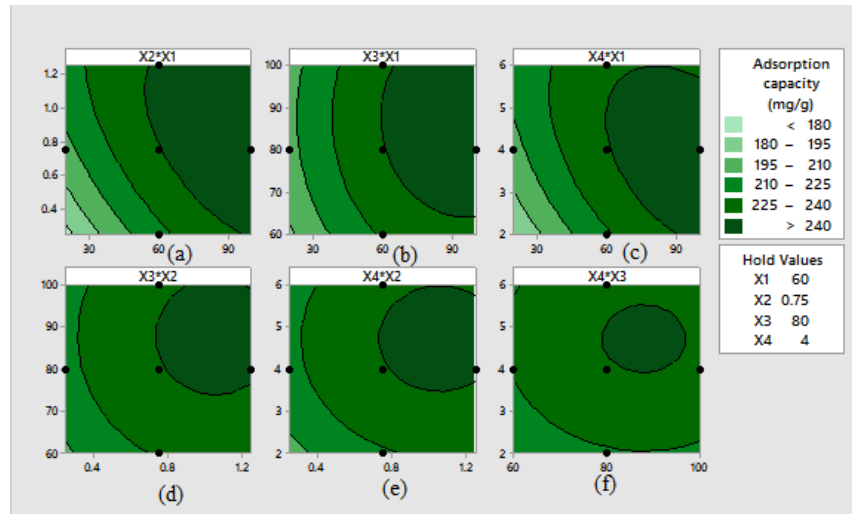 X2*X1
X3*X1
X4*X1
1.2
1.0
0.8
0.6
0.4
30 60 90
(a)
100
90
80
70
60
30 60 90
(b)
6
5
4
3
2
30 60 90
(c)
Adsorption
capacity
(mg/g)
< 180
180 – 195
195 – 210
210 – 225
225 – 240
> 240
X3*X2
X4*X2
X4*X3
100
90
80
70
60
0.4 0.8 1.2
(d)
6
5
4
3
2
0.4 0.8 1.2
(e)
6
5
4
3
2
60 80 100
(f)
Hold Values
X1 60
X2 0.75
X3 80
X4 4